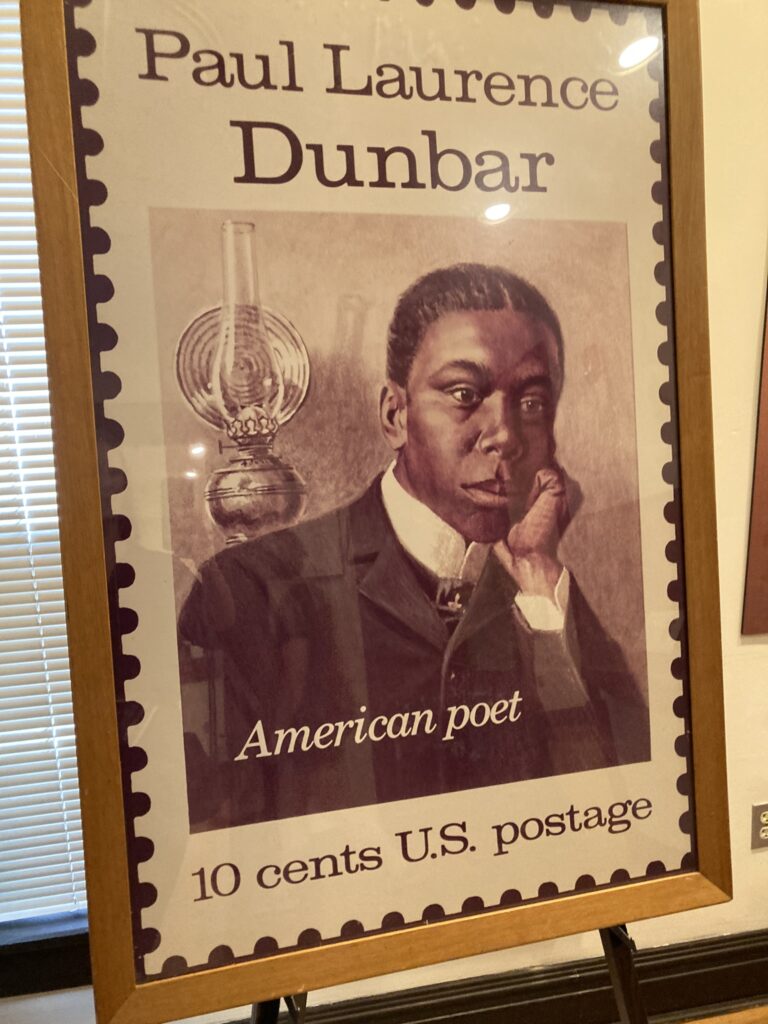 Paul Laurence
Dunbar
American poet
10 cents U.S. postage